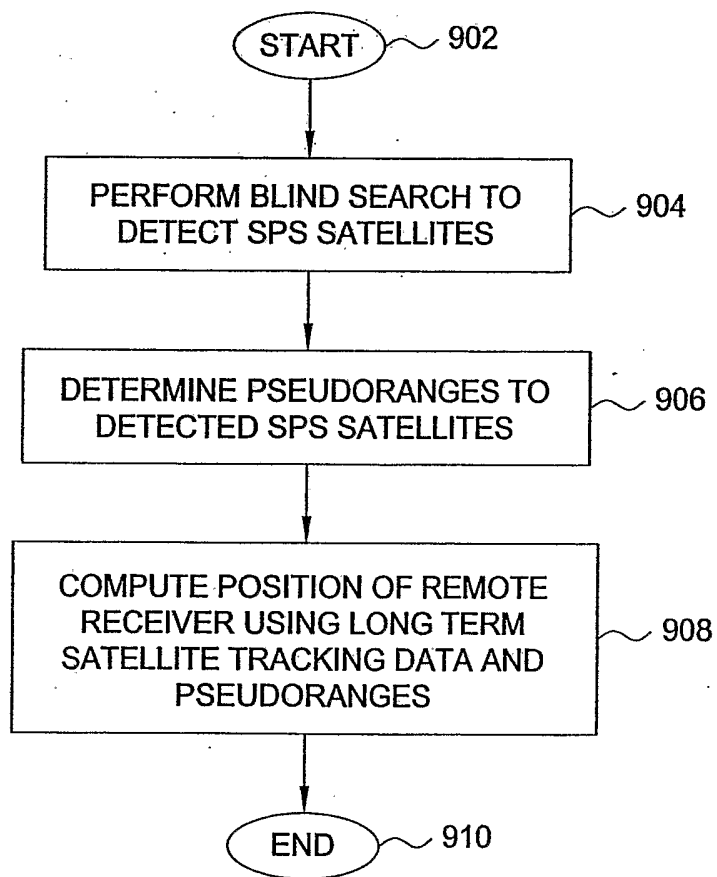 START
902
PERFORM BLIND SEARCH TO
DETECT SPS SATELLITES
904
DETERMINE PSEUDORANGES TO
DETECTED SPS SATELLITES
906
COMPUTE POSITION OF REMOTE
RECEIVER USING LONG TERM
SATELLITE TRACKING DATA AND
PSEUDORANGES
908
END
910